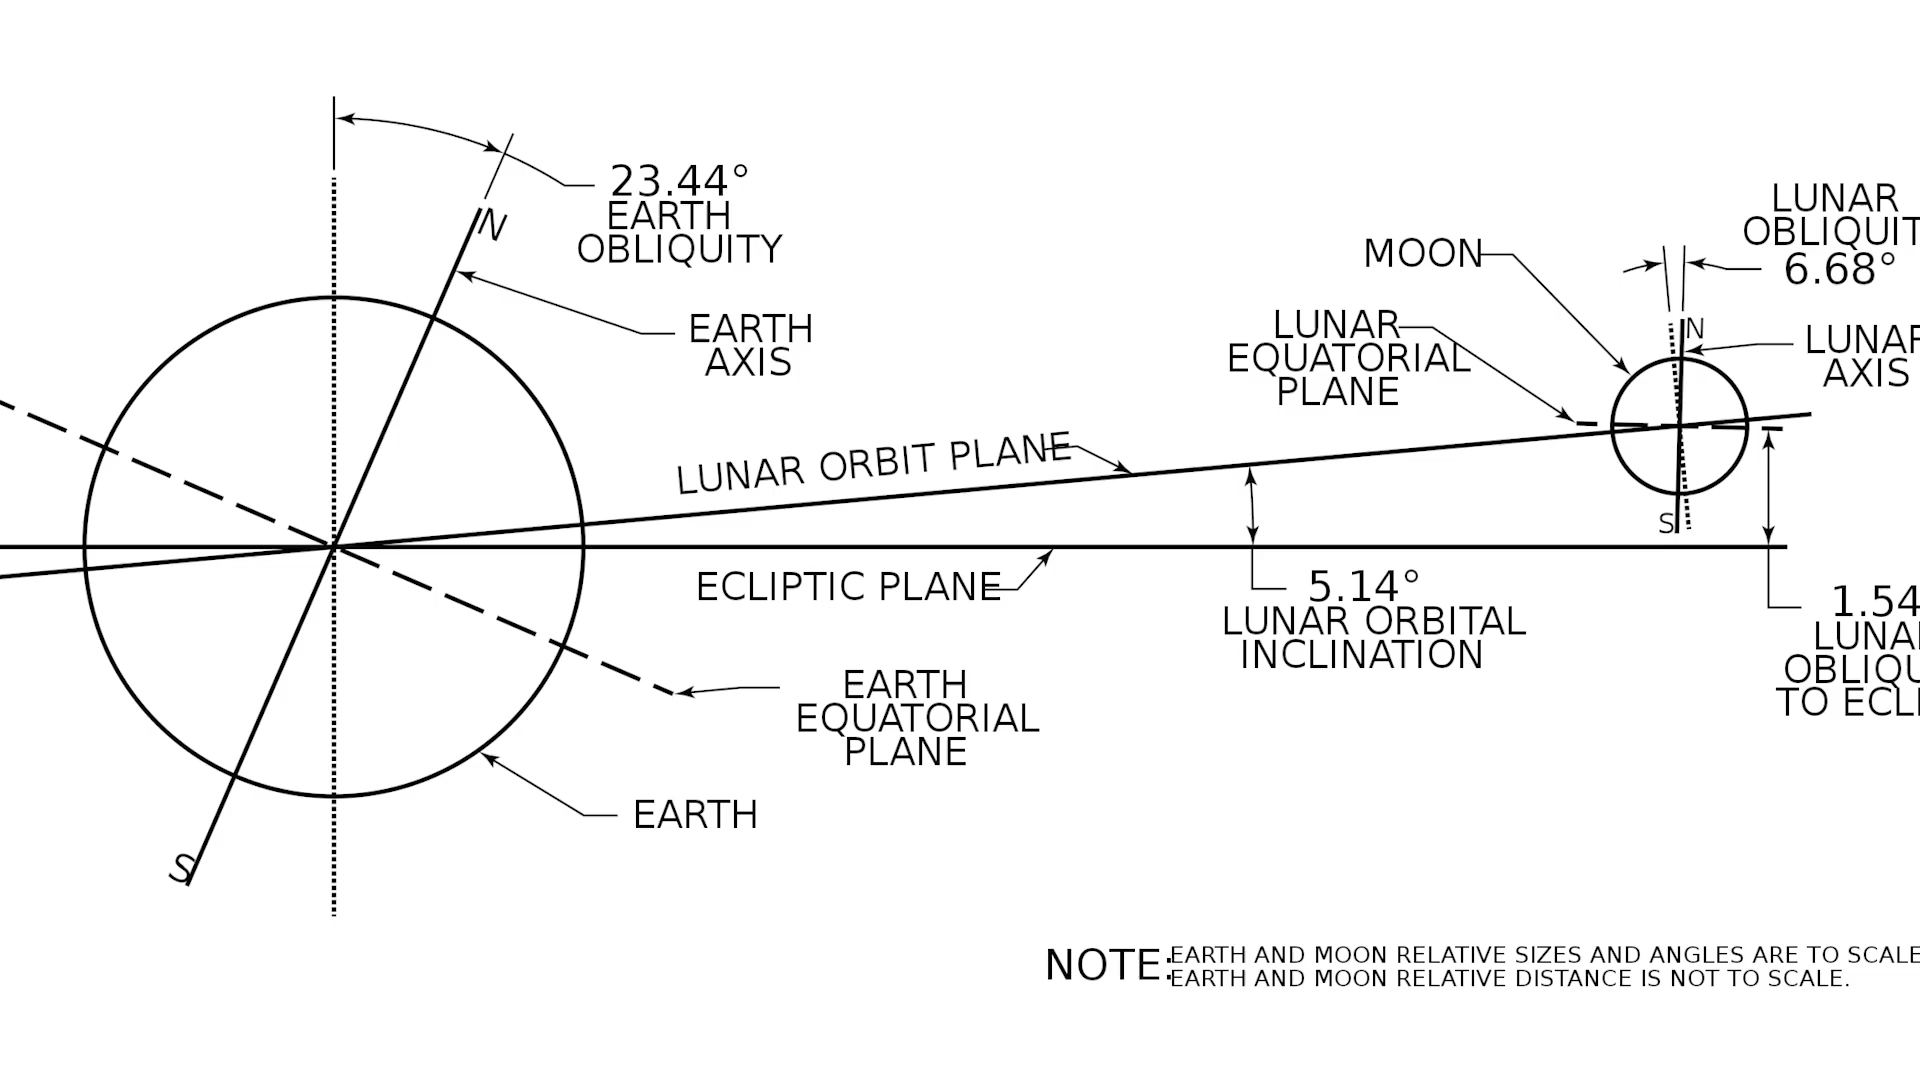 23.44°
EARTH
OBLIQUITY
N
EARTH
AXIS
S
LUNAR ORBIT PLANE
ECLIPTIC PLANE
EARTH
EQUATORIAL
PLANE
EARTH
MOON
LUNAR
EQUATORIAL
PLANE
LUNAR
OBLIQUIT
6.68°
N
LUNAR
AXIS
S
5.14°
LUNAR ORBITAL
INCLINATION
1.54
LUNA
OBLIQU
TO ECLI
NOTE:
EARTH AND MOON RELATIVE SIZES AND ANGLES ARE TO SCALE
EARTH AND MOON RELATIVE DISTANCE IS NOT TO SCALE.